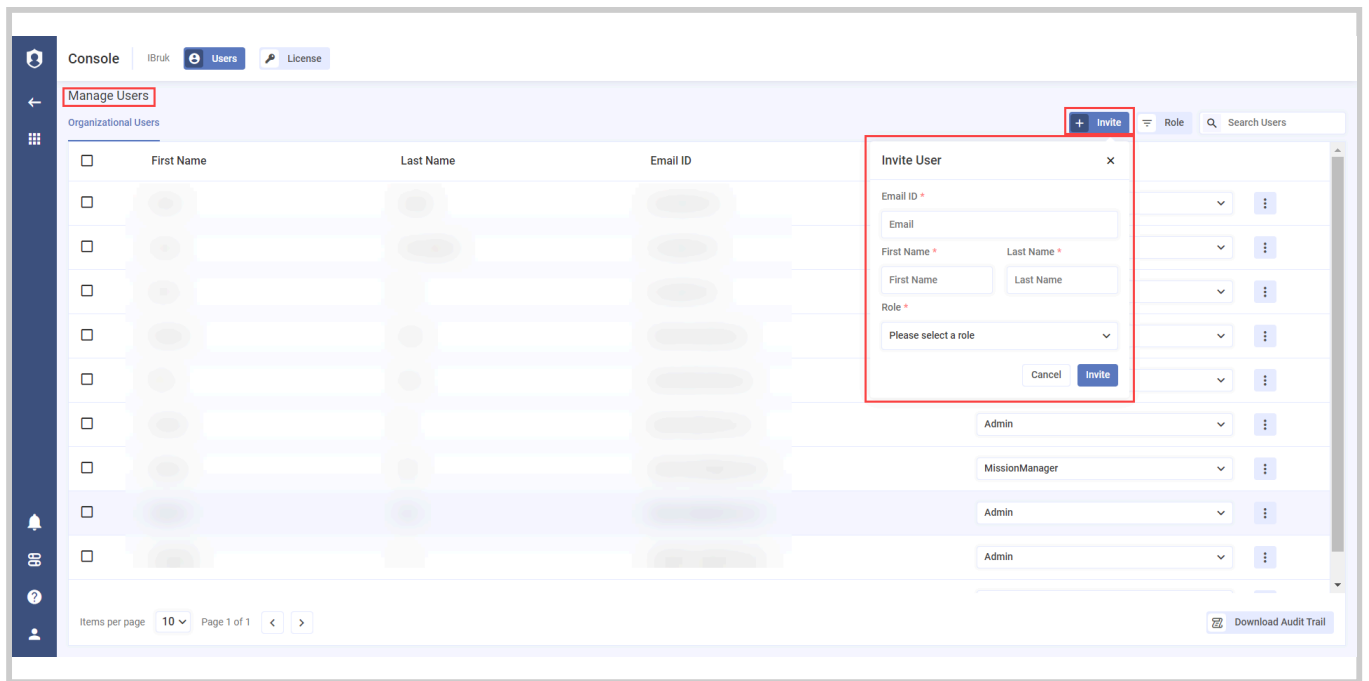 Console IBruk Users License
Manage Users
Organizational Users
+ Invite Role Search Users
First Name Last Name Email ID
Invite User
Email ID *
Email
First Name * Last Name *
First Name Last Name
Role *
Please select a role
Cancel Invite
Admin
MissionManager
Admin
Admin
Items per page 10 Page 1 of 1
Download Audit Trail